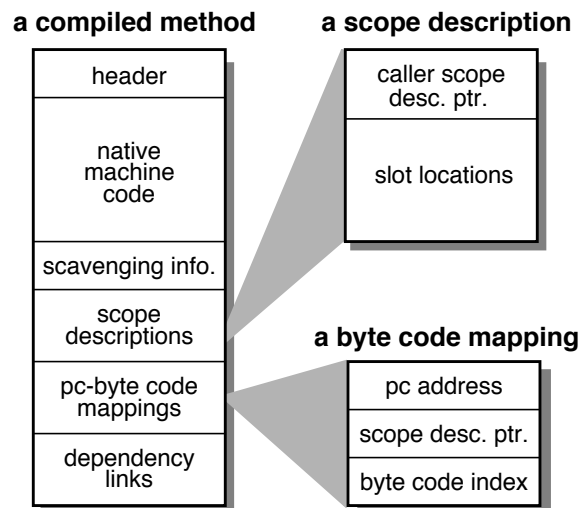 a compiled method
header
native
machine
code
scavenging info.
scope
descriptions
pc-byte code
mappings
dependency
links
a scope description
caller scope
desc. ptr.
slot locations
a byte code mapping
pc address
scope desc. ptr.
byte code index